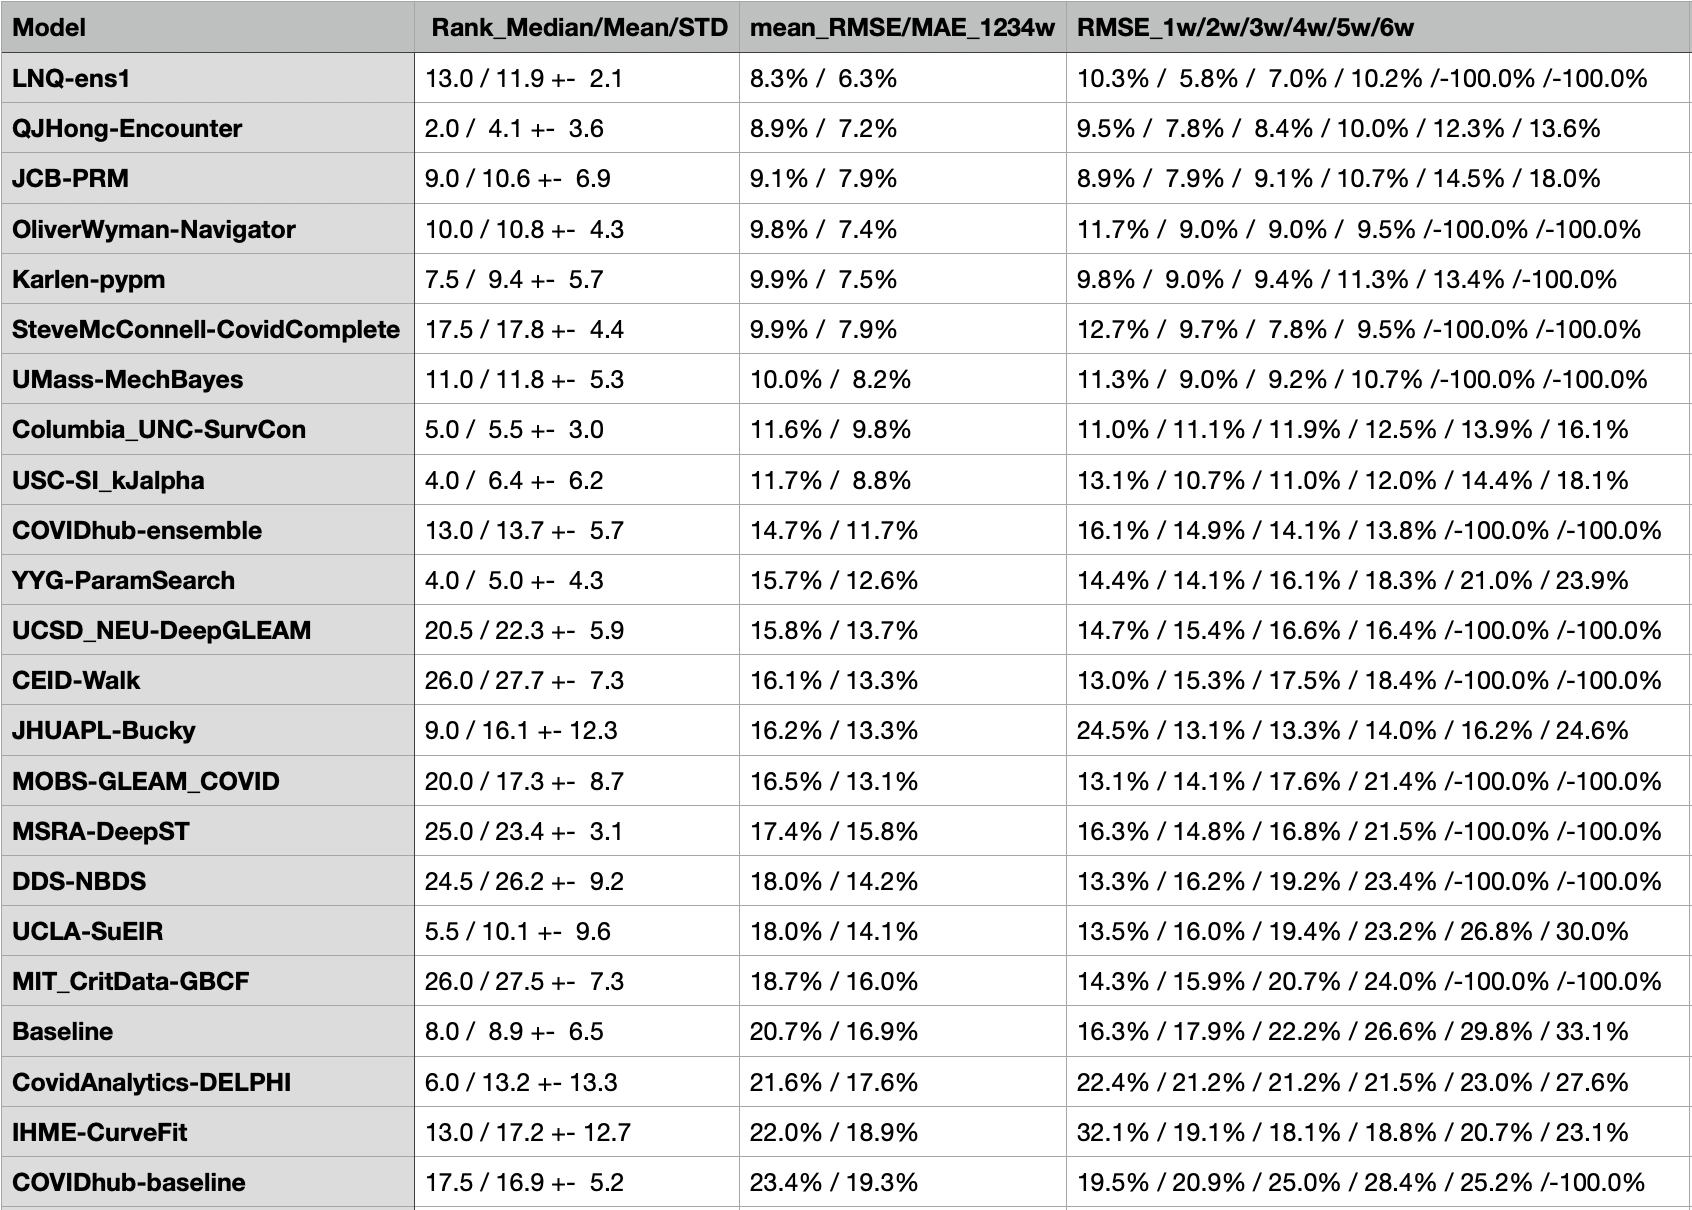 Model Rank_Median/Mean/STD mean_RMSE/MAE_1234w RMSE_1w/2w/3w/4w/5w/6w
LNQ-ens1 13.0 / 11.9 +- 2.1 8.3% / 6.3% 10.3% / 5.8% / 7.0% / 10.2% /-100.0% /-100.0%
QJHong-Encounter 2.0 / 4.1 +- 3.6 8.9% / 7.2% 9.5% / 7.8% / 8.4% / 10.0% / 12.3% / 13.6%
JCB-PRM 9.0 / 10.6 +- 6.9 9.1% / 7.9% 8.9% / 7.9% / 9.1% / 10.7% / 14.5% / 18.0%
OliverWyman-Navigator 10.0 / 10.8 +- 4.3 9.8% / 7.4% 11.7% / 9.0% / 9.0% / 9.5% /-100.0% /-100.0%
Karlen-pypm 7.5 / 9.4 +- 5.7 9.9% / 7.5% 9.8% / 9.0% / 9.4% / 11.3% / 13.4% /-100.0%
SteveMcConnell-CovidComplete 17.5 / 17.8 +- 4.4 9.9% / 7.9% 12.7% / 9.7% / 7.8% / 9.5% /-100.0% /-100.0%
UMass-MechBayes 11.0 / 11.8 +- 5.3 10.0% / 8.2% 11.3% / 9.0% / 9.2% / 10.7% /-100.0% /-100.0%
Columbia_UNC-SurvCon 5.0 / 5.5 +- 3.0 11.6% / 9.8% 11.0% / 11.1% / 11.9% / 12.5% / 13.9% / 16.1%
USC-SI_kJalpha 4.0 / 6.4 +- 6.2 11.7% / 8.8% 13.1% / 10.7% / 11.0% / 12.0% / 14.4% / 18.1%
COVIDhub-ensemble 13.0 / 13.7 +- 5.7 14.7% / 11.7% 16.1% / 14.9% / 14.1% / 13.8% /-100.0% /-100.0%
YYG-ParamSearch 4.0 / 5.0 +- 4.3 15.7% / 12.6% 14.4% / 14.1% / 16.1% / 18.3% / 21.0% / 23.9%
UCSD_NEU-DeepGLEAM 20.5 / 22.3 +- 5.9 15.8% / 13.7% 14.7% / 15.4% / 16.6% / 16.4% /-100.0% /-100.0%
CEID-Walk 26.0 / 27.7 +- 7.3 16.1% / 13.3% 13.0% / 15.3% / 17.5% / 18.4% /-100.0% /-100.0%
JHUAPL-Bucky 9.0 / 16.1 +- 12.3 16.2% / 13.3% 24.5% / 13.1% / 13.3% / 14.0% / 16.2% / 24.6%
MOBS-GLEAM_COVID 20.0 / 17.3 +- 8.7 16.5% / 13.1% 13.1% / 14.1% / 17.6% / 21.4% /-100.0% /-100.0%
MSRA-DeepST 25.0 / 23.4 +- 3.1 17.4% / 15.8% 16.3% / 14.8% / 16.8% / 21.5% /-100.0% /-100.0%
DDS-NBDS 24.5 / 26.2 +- 9.2 18.0% / 14.2% 13.3% / 16.2% / 19.2% / 23.4% /-100.0% /-100.0%
UCLA-SuEIR 5.5 / 10.1 +- 9.6 18.0% / 14.1% 13.5% / 16.0% / 19.4% / 23.2% / 26.8% / 30.0%
MIT_CritData-GBCF 26.0 / 27.5 +- 7.3 18.7% / 16.0% 14.3% / 15.9% / 20.7% / 24.0% /-100.0% /-100.0%
Baseline 8.0 / 8.9 +- 6.5 20.7% / 16.9% 16.3% / 17.9% / 22.2% / 26.6% / 29.8% / 33.1%
CovidAnalytics-DELPHI 6.0 / 13.2 +- 13.3 21.6% / 17.6% 22.4% / 21.2% / 21.2% / 21.5% / 23.0% / 27.6%
IHME-CurveFit 13.0 / 17.2 +- 12.7 22.0% / 18.9% 32.1% / 19.1% / 18.1% / 18.8% / 20.7% / 23.1%
COVIDhub-baseline 17.5 / 16.9 +- 5.2 23.4% / 19.3% 19.5% / 20.9% / 25.0% / 28.4% / 25.2% /-100.0%